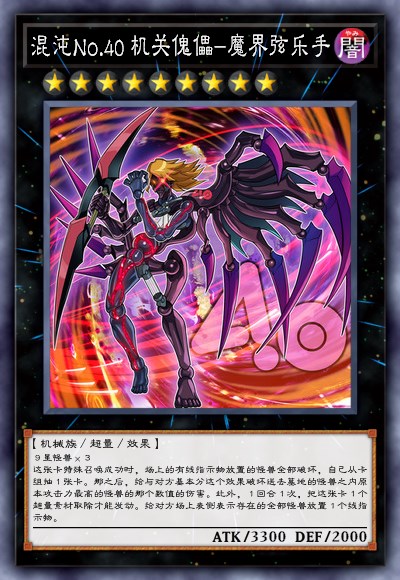 混沌No.40 机关傀儡-魔界弦乐手
闇
やみ
40
【机械族/超量/效果】
９星怪兽×３
这张卡特殊召唤成功时，场上的有线指示物放置的怪兽全部破坏，自己从卡
组抽１张卡。那之后，给与对方基本分这个效果破坏送去墓地的怪兽之内原
本攻击力最高的怪兽的那个数值的伤害。此外，１回合１次，把这张卡１个
超量素材取除才能发动。给对方场上表侧表示存在的全部怪兽放置１个线指
示物。
ATK/3300 DEF/2000